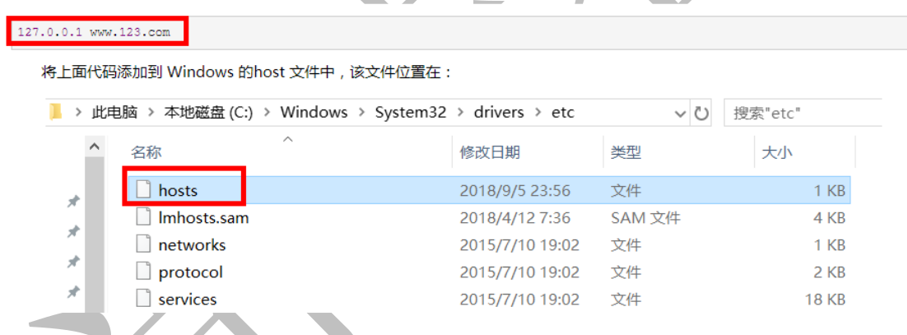 127.0.0.1 www.123.com
将上面代码添加到 Windows 的host 文件中，该文件位置在：
此电脑 > 本地磁盘 (C:) > Windows > System32 > drivers > etc 搜索"etc"
名称 修改日期 类型 大小
hosts 2018/9/5 23:56 文件 1 KB
lmhosts.sam 2018/4/12 7:36 SAM 文件 4 KB
networks 2015/7/10 19:02 文件 1 KB
protocol 2015/7/10 19:02 文件 2 KB
services 2015/7/10 19:02 文件 18 KB